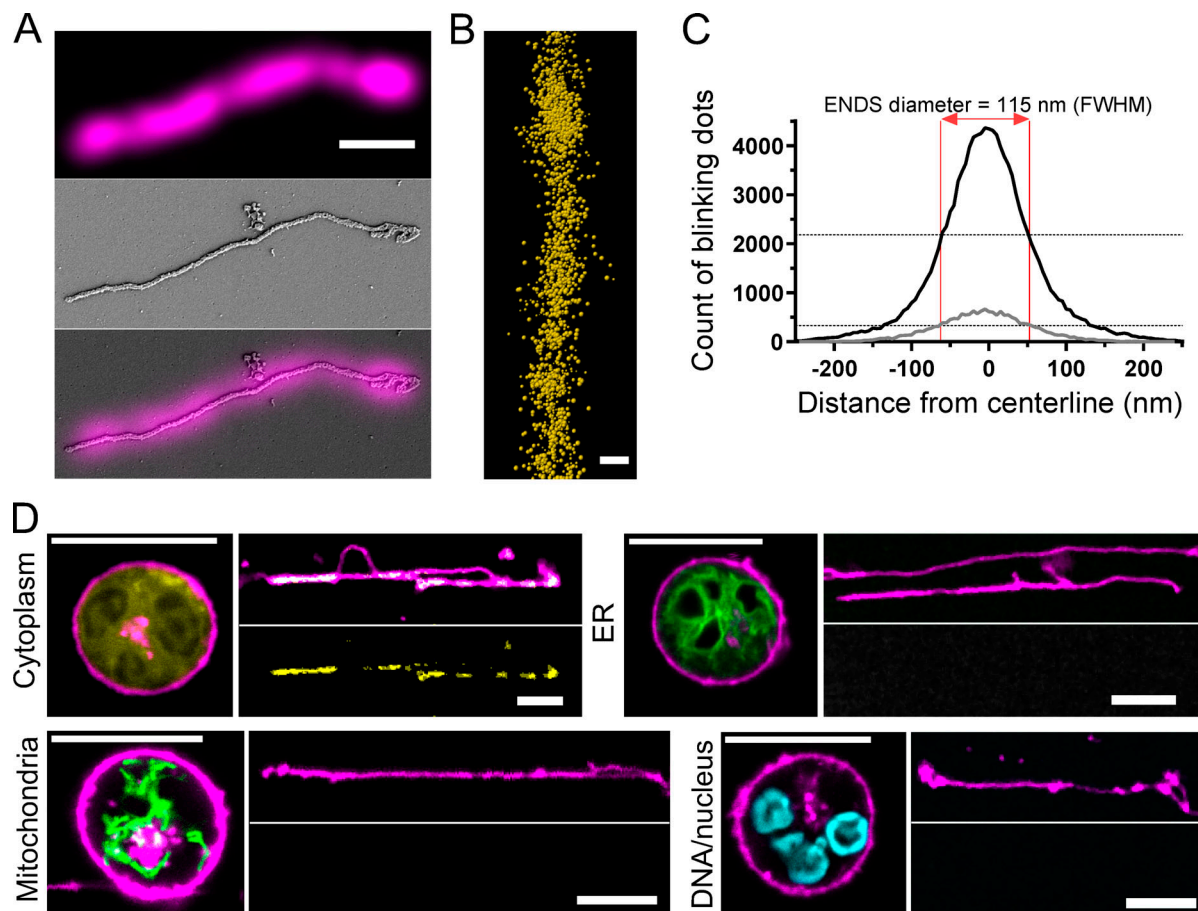 A
B
C
ENDS diameter = 115 nm (FWHM)
Count of blinking dots
4000
3000
2000
1000
0
-200 -100 0 100 200
Distance from centerline (nm)
D
Cytoplasm
ER
Mitochondria
DNA/nucleus